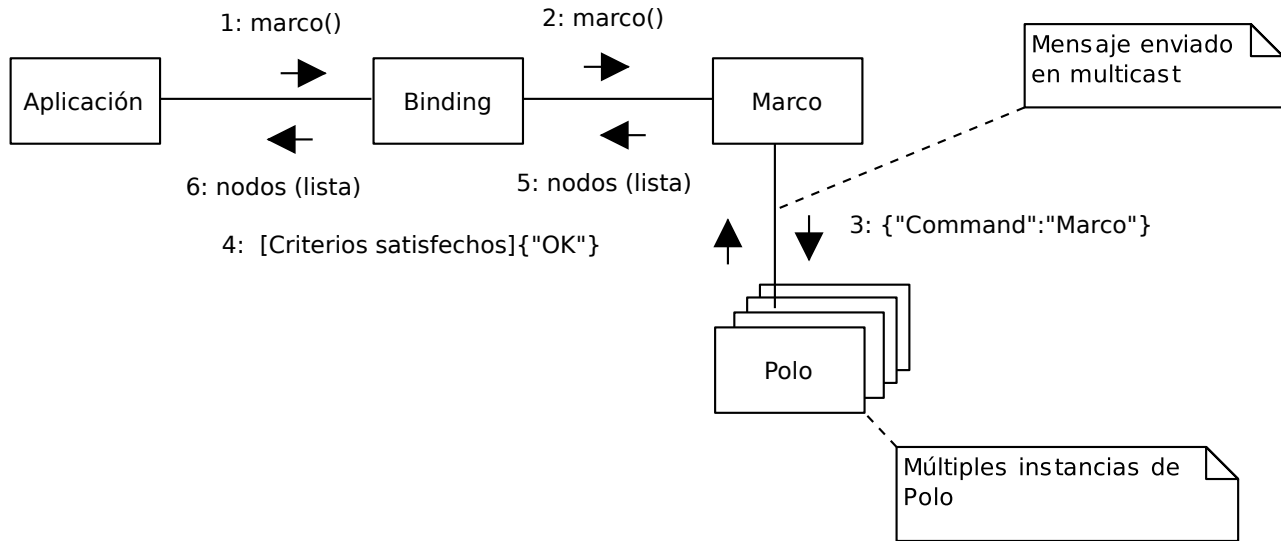 1: marco()
2: marco()
Mensaje enviado
en multicast
Aplicación
Binding
Marco
6: nodos (lista)
5: nodos (lista)
3: {"Command":"Marco"}
4:  [Criterios satisfechos]{"OK"}
Polo
Múltiples instancias de
Polo